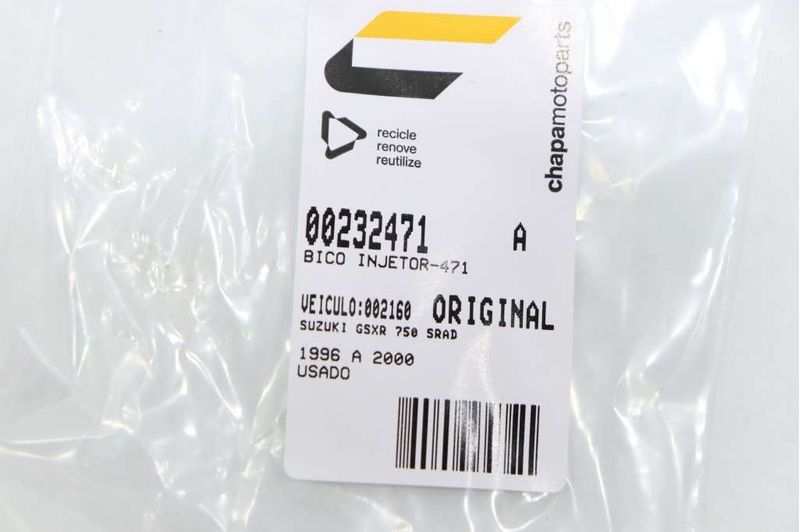 chapamotoparts
recicle
renove
reutilize
00232471 A
BICO INJETOR-471
VEICULO:002160 ORIGINAL
SUZUKI GSXR 750 SRAD
1996 A 2000
USADO